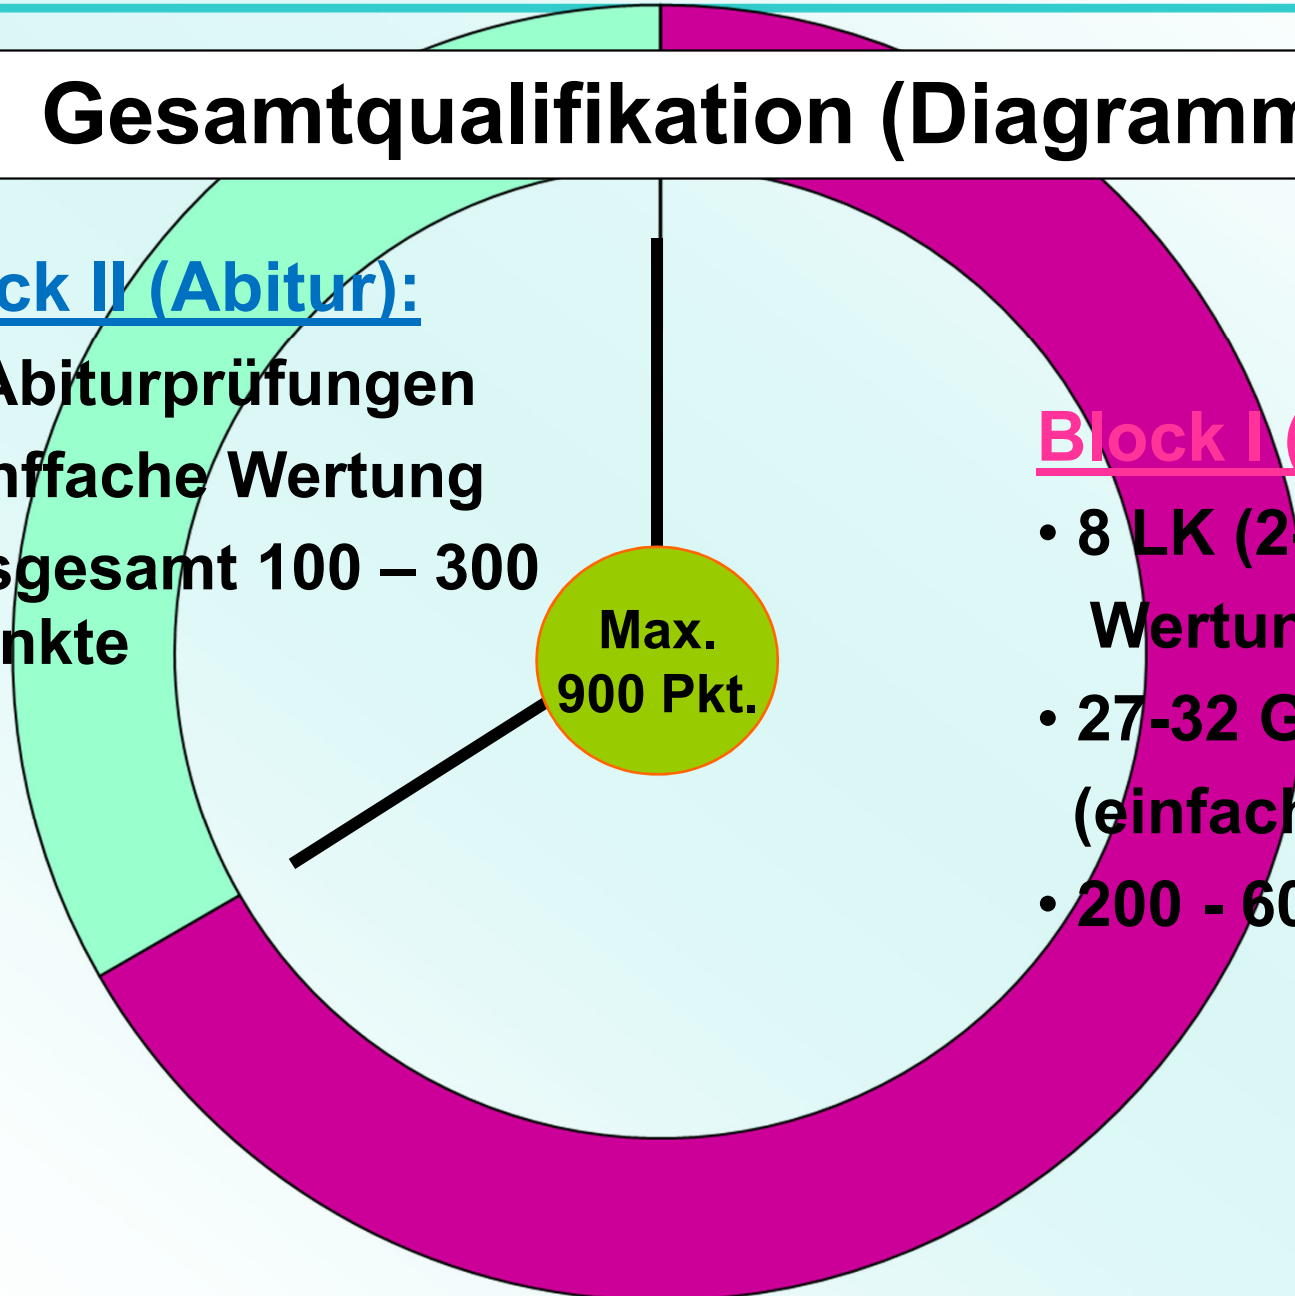 Gesamtqualifikation (Diagramm
ck II (Abitur):
Abiturprüfungen
nffache Wertung
sgesamt 100 – 300
nkte
Max.
900 Pkt.
Block I (
• 8 LK (2
Wertun
• 27-32 G
(einfach
• 200 - 60